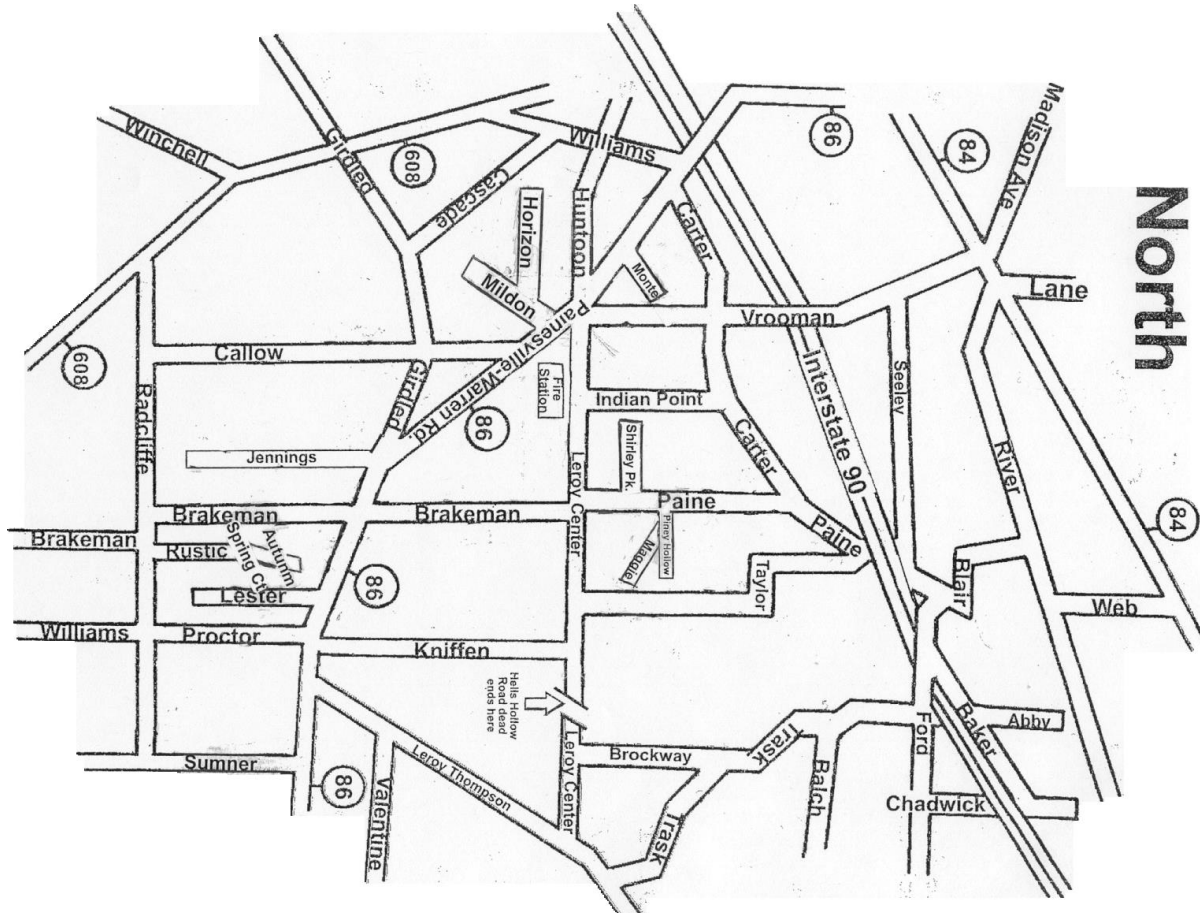 Winchell
Girdled
608
Williams
Cascade
Horizon
Huntoon
Carter
86
84
Madison Ave
North
Mildon
Monte
Lane
Vrooman
Painesville-Warren Rd.
Callow
608
Radcliffe
Girdled
Fire
Station
86
Indian Point
Interstate 90
Seeley
Jennings
Shirley Pk.
Carter
River
Leroy Center
Brakeman
Brakeman
Paine
Paine
84
Brakeman
Rustic
Spring Ct.
Autunm
Piney Hollow
Maggie
Taylor
Blair
Lester
86
Web
Williams
Proctor
Kniffen
Hells Hollow
Road dead
ends here
Leroy Center
Brockway
Trask
Balch
Ford
Baker
Abby
Sumner
86
Valentine
Leroy Thompson
Trask
Chadwick